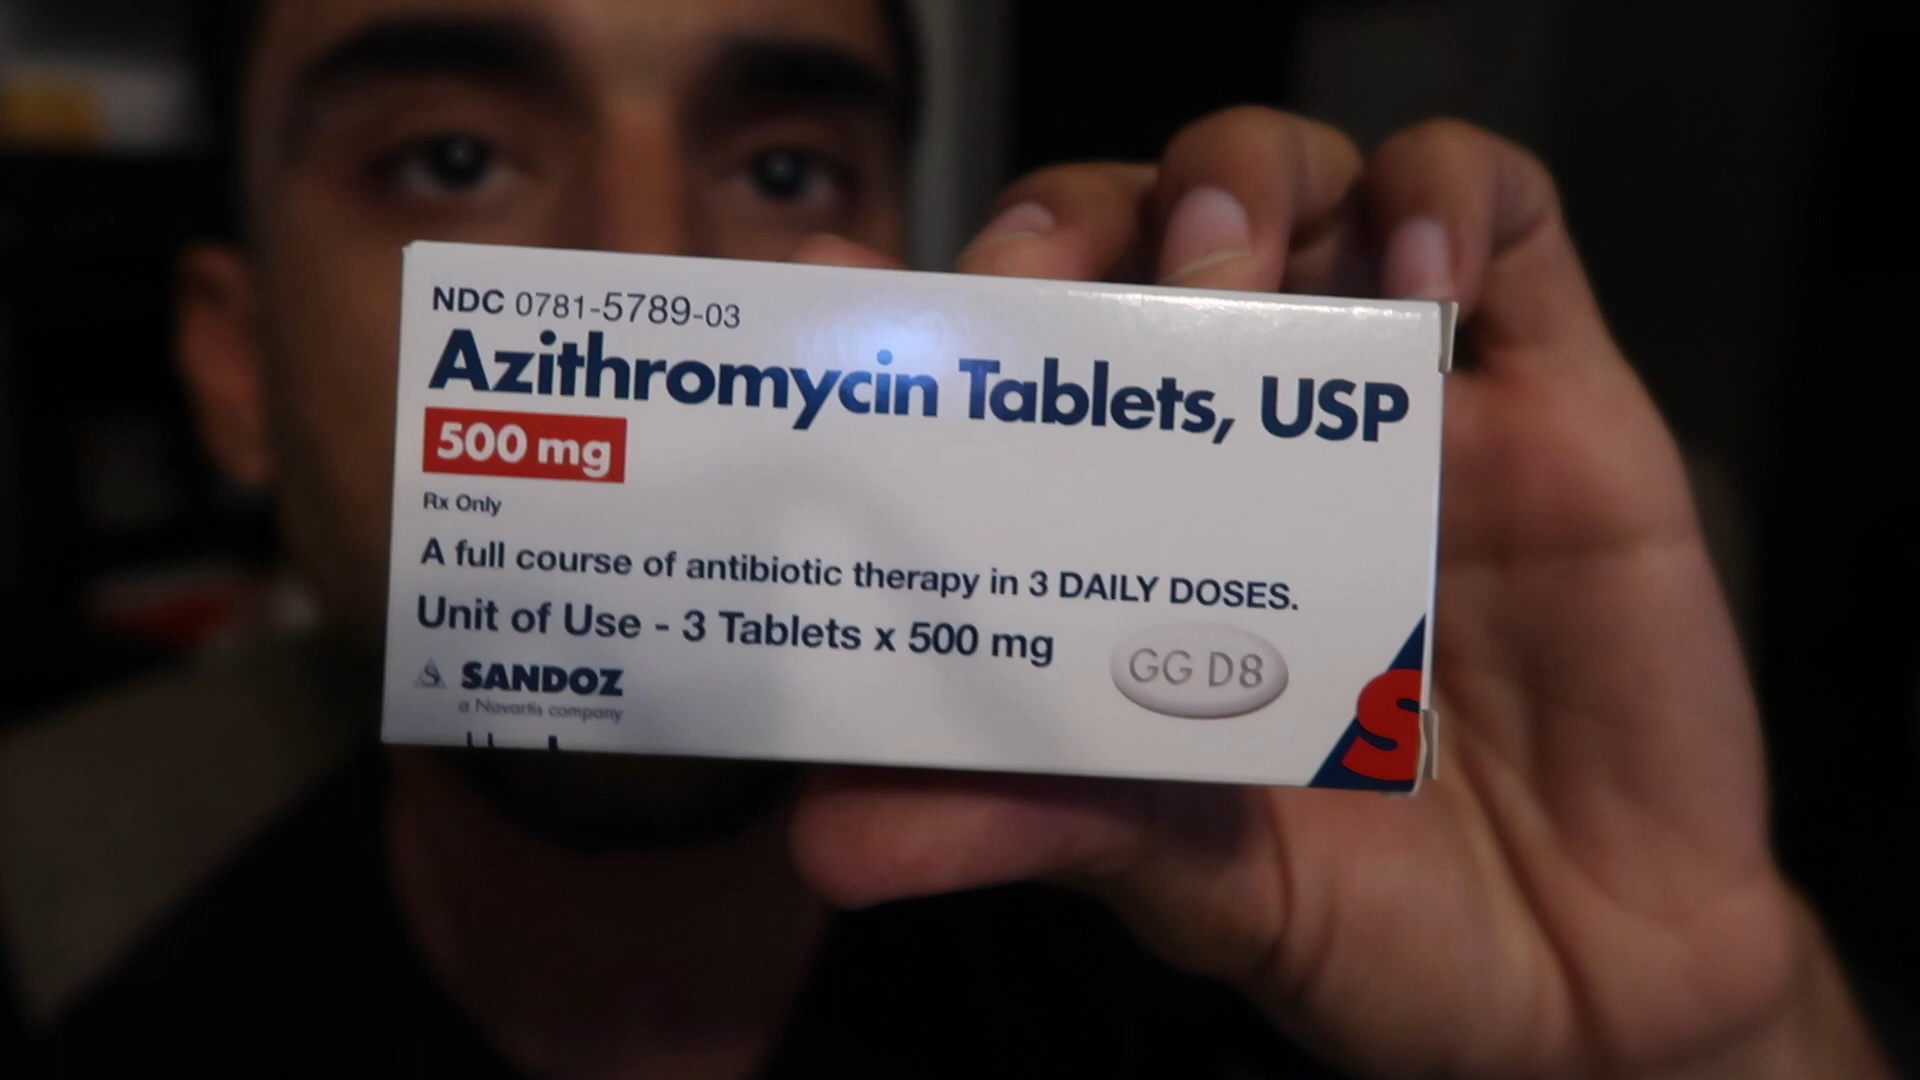 NDC 0781-5789-03
Azithromycin Tablets, USP
500 mg
Rx Only
A full course of antibiotic therapy in 3 DAILY DOSES.
Unit of Use - 3 Tablets x 500 mg
GG D8
S SANDOZ
a Novartis company
S